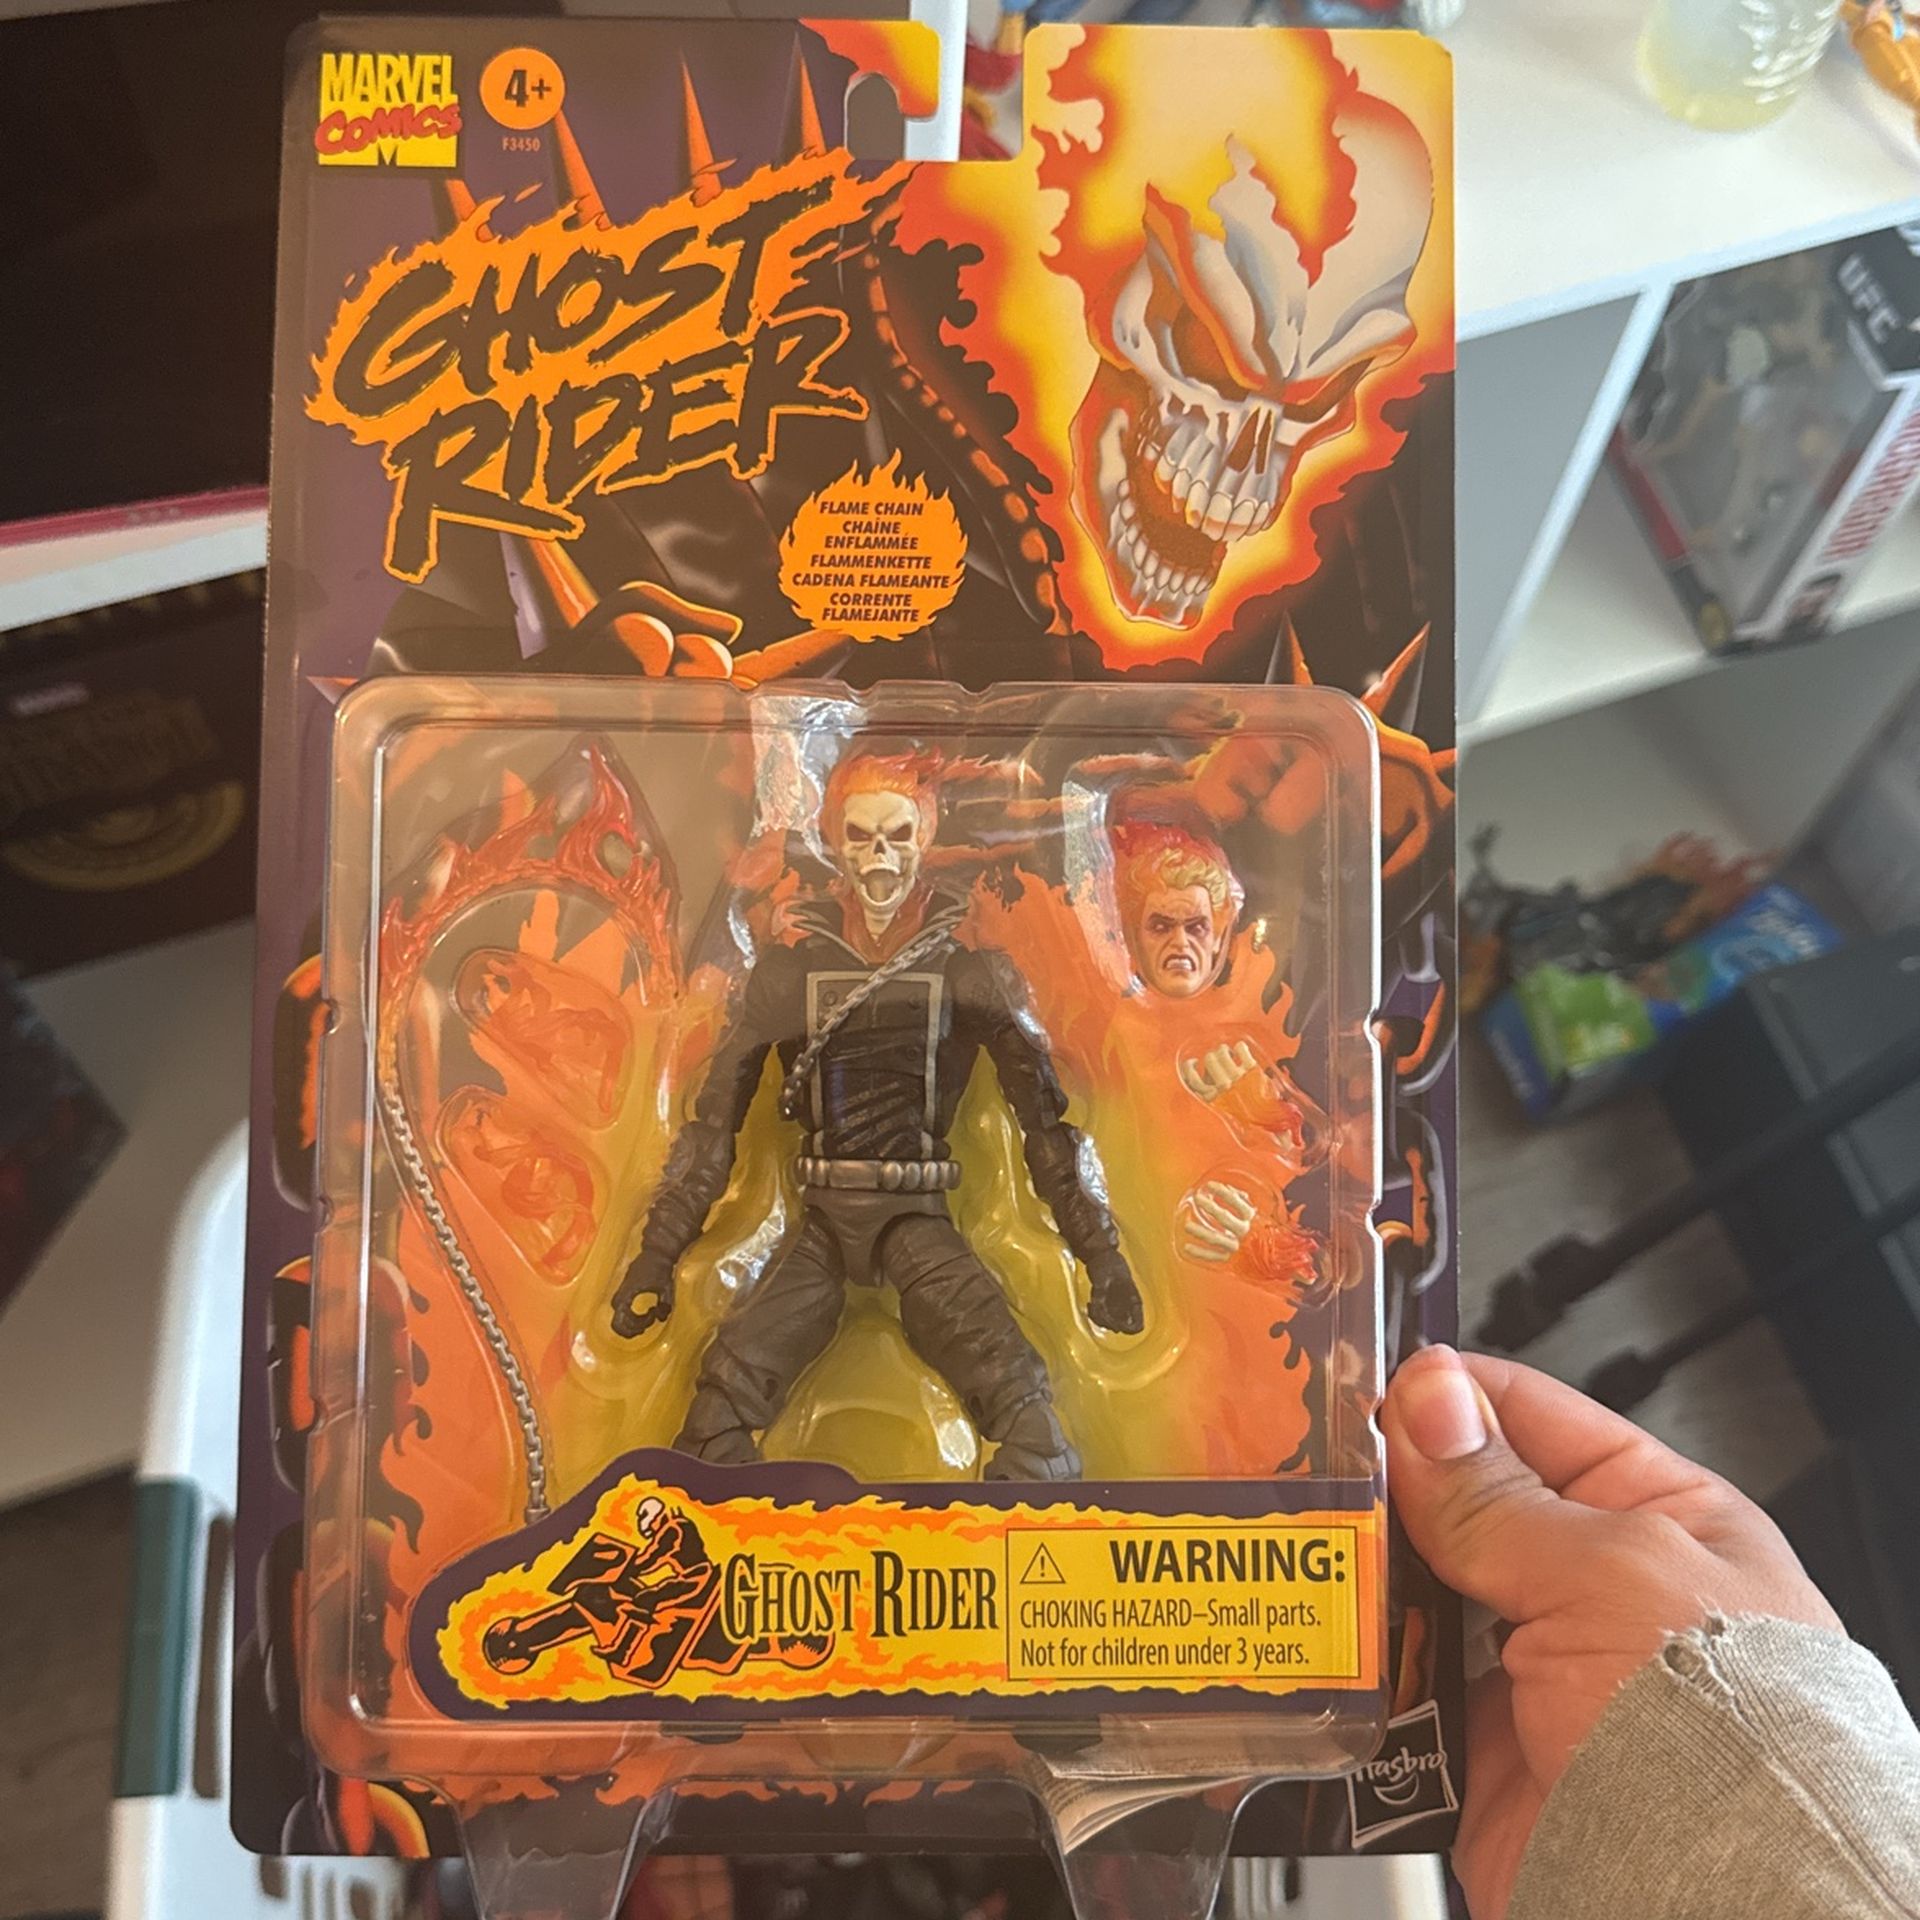 MARVEL
COMICS
4+
F3450
GHOST
RIDER
FLAME CHAIN
CHAÎNE
ENFLAMMÉE
FLAMMENKETTE
CADENA FLAMEANTE
CORRENTE
FLAMEJANTE
UFC
GHOST RIDER
WARNING:
CHOKING HAZARD–Small parts.
Not for children under 3 years.
Hasbro